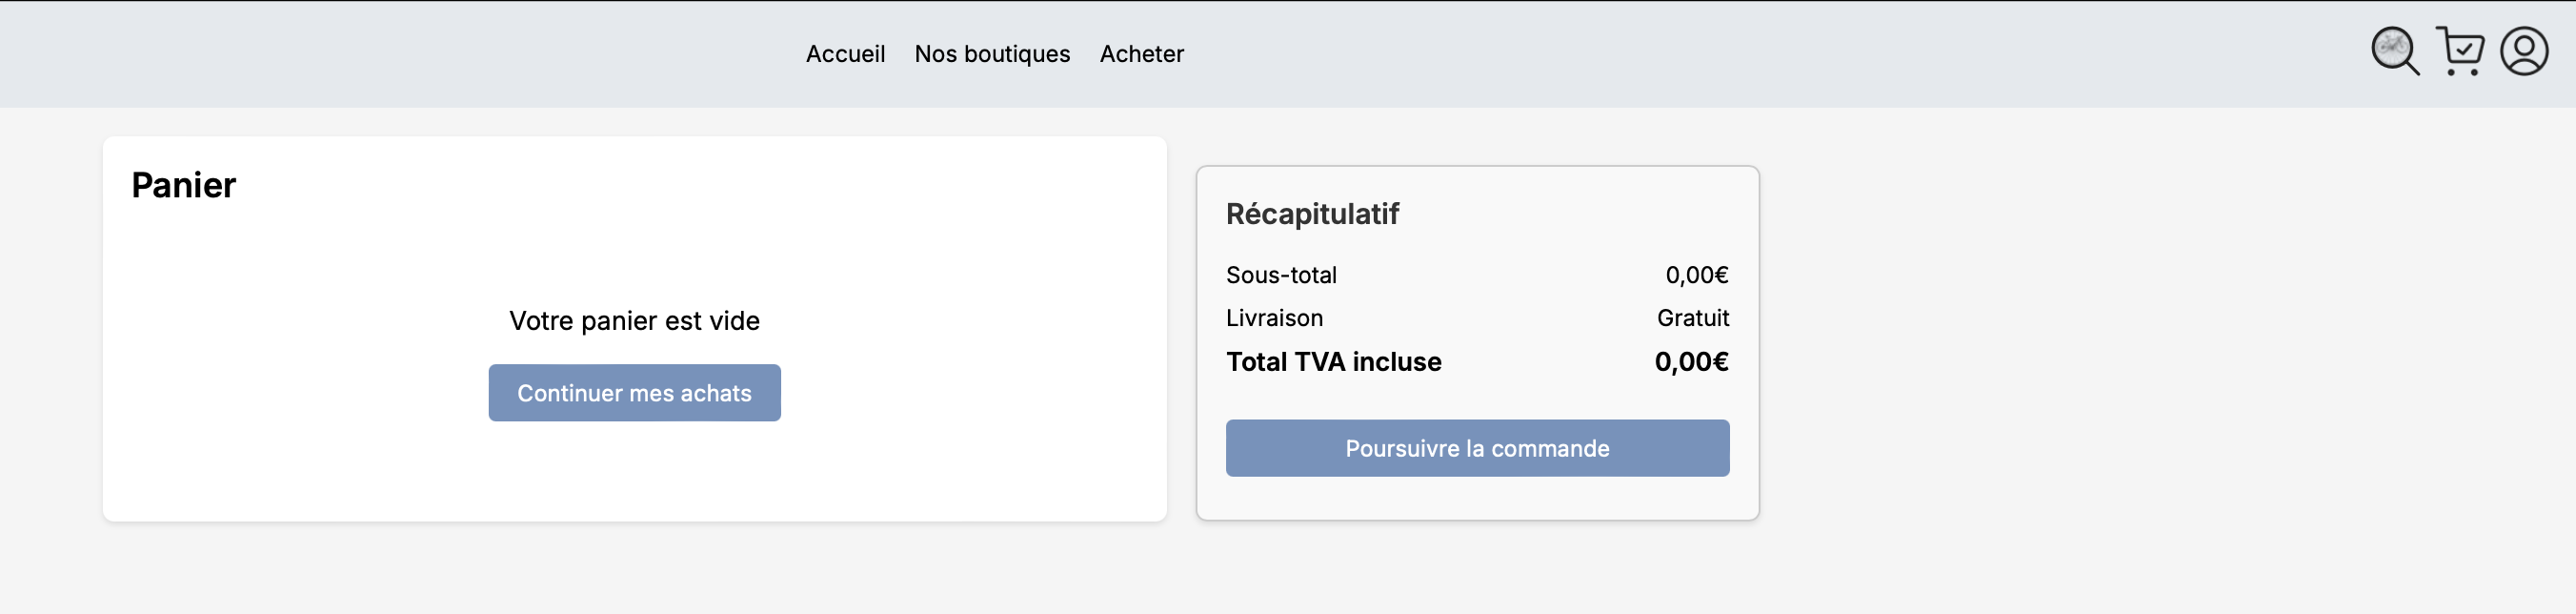 Accueil Nos boutiques Acheter
Panier
Votre panier est vide
Continuer mes achats
Récapitulatif
Sous-total 0,00€
Livraison Gratuit
Total TVA incluse 0,00€
Poursuivre la commande